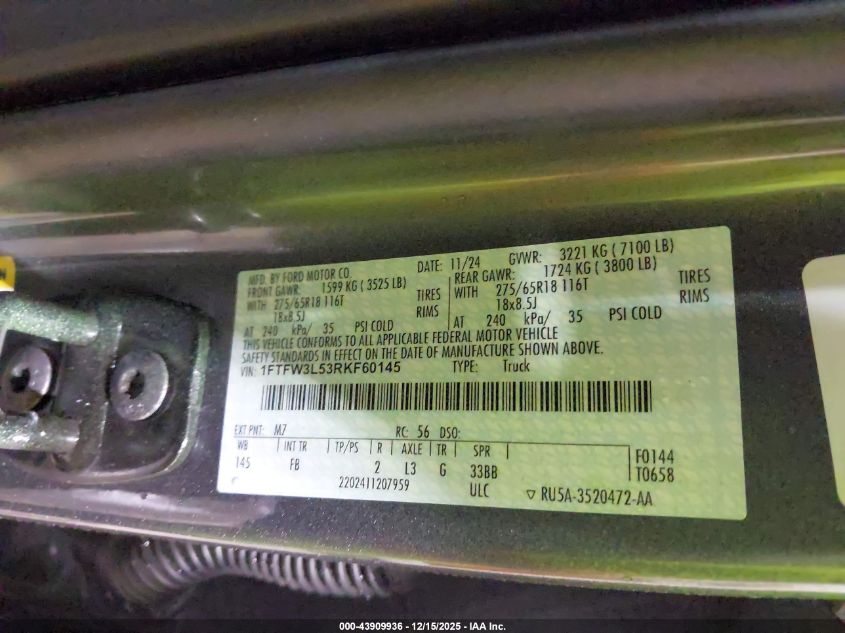 MFD. BY FORD MOTOR CO. DATE: 11/24 GVWR: 3221 KG ( 7100 LB)
FRONT GAWR: 1599 KG ( 3525 LB) REAR GAWR: 1724 KG ( 3800 LB)
WITH 275/65R18 116T TIRES WITH 275/65R18 116T TIRES
18x8.5J RIMS 18x8.5J RIMS
AT 240 kPa/ 35 PSI COLD AT 240 kPa/ 35 PSI COLD
THIS VEHICLE CONFORMS TO ALL APPLICABLE FEDERAL MOTOR VEHICLE
SAFETY STANDARDS IN EFFECT ON THE DATE OF MANUFACTURE SHOWN ABOVE.
VIN: 1FTFW3L53RKF60145 TYPE: Truck
EXT PNT: M7 RC: 56 DSO:
WB INT TR TP/PS R AXLE TR SPR F0144
145 FB 2 L3 G 33BB T0658
2202411207959 ULC ▽ RU5A-3520472-AA
000-43909936 - 12/15/2025 - IAA Inc.